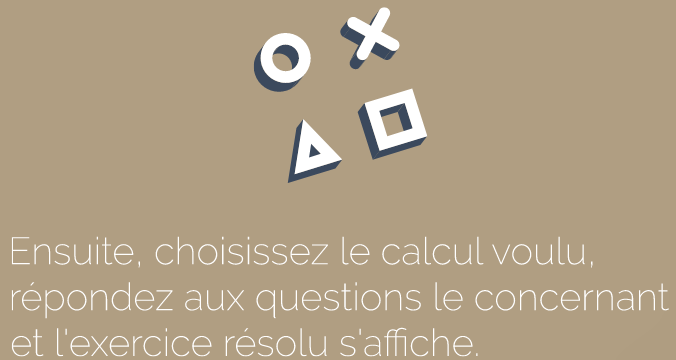 Ensuite, choisissez le calcul voulu,
répondez aux questions le concernant
et l'exercice résolu s'affiche.